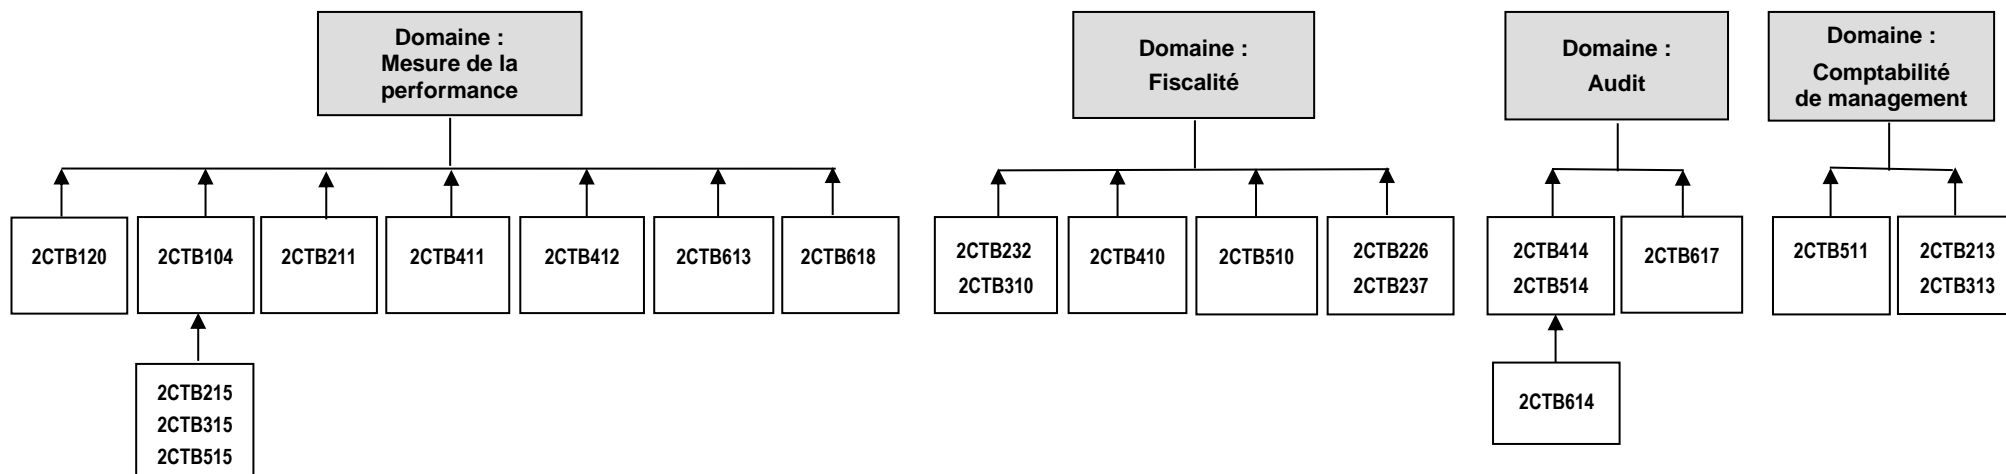 Domaine :
Mesure de la
performance
Domaine :
Fiscalité
Domaine :
Audit
Domaine :
Comptabilité
de management
2CTB120
2CTB104
2CTB211
2CTB411
2CTB412
2CTB613
2CTB618
2CTB232
2CTB310
2CTB410
2CTB510
2CTB226
2CTB237
2CTB414
2CTB514
2CTB617
2CTB511
2CTB213
2CTB313
2CTB215
2CTB315
2CTB515
2CTB614